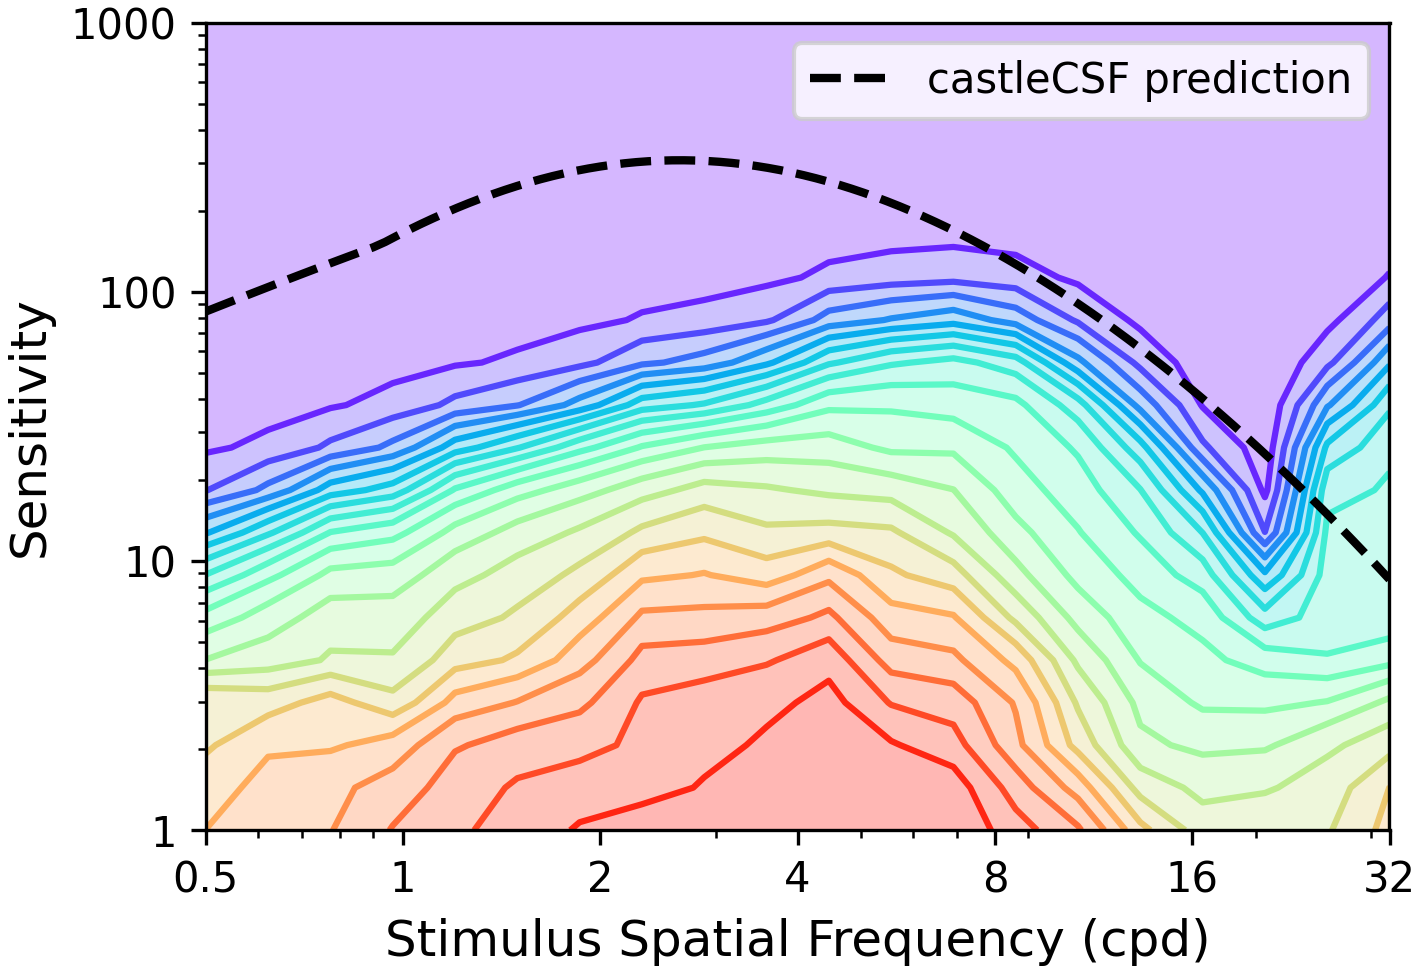 1000
100
10
1
Sensitivity
castleCSF prediction
0.5 1 2 4 8 16 32
Stimulus Spatial Frequency (cpd)